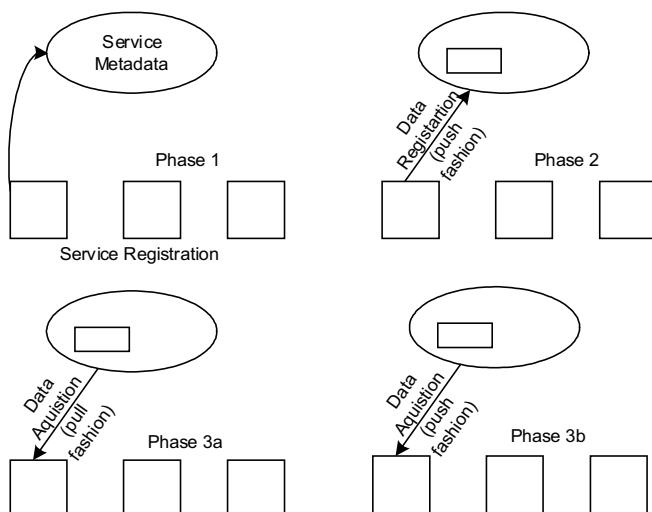 Service
Metadata
Phase 1
Service Registration
Data
Registartion
(push
fashion)
Phase 2
Data
Aquistion
(pull
fashion)
Phase 3a
Data
Aquistion
(push
fashion)
Phase 3b